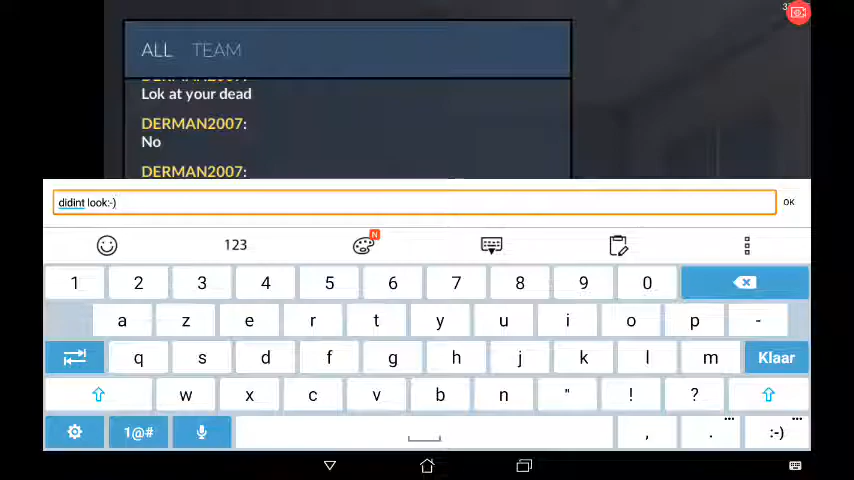 ALL TEAM
DERMAN2007:
Lok at your dead
DERMAN2007:
No
DERMAN2007:
didint look:-)
OK
123
N
1 2 3 4 5 6 7 8 9 0
a z e r t y u i o p -
q s d f g h j k l m Klaar
w x c v b n " ! ?
1@# , . :-)